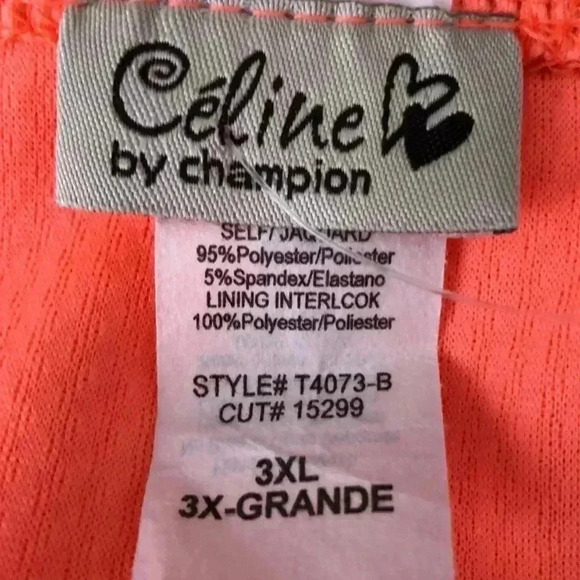 Céline
by champion
SELF/JAQUARD
95%Polyester/Poliester
5%Spandex/Elastano
LINING INTERLCOK
100%Polyester/Poliester
STYLE# T4073-B
CUT# 15299
3XL
3X-GRANDE